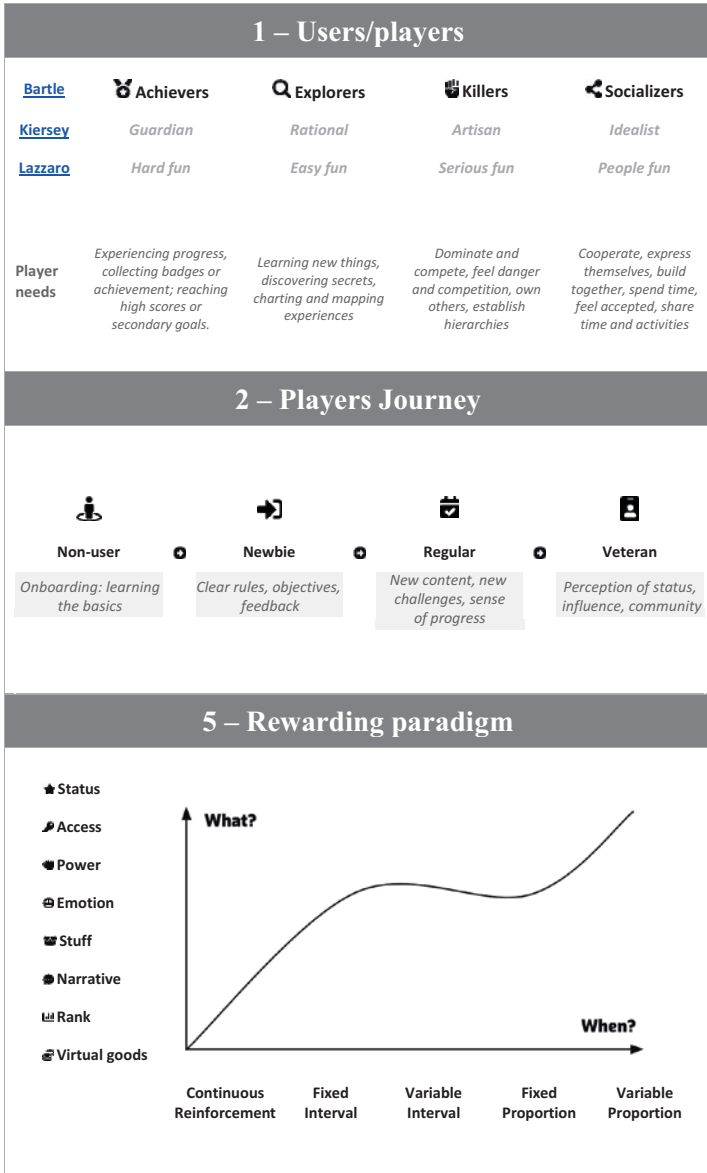 1 – Users/players
Bartle Achievers Explorers Killers Socializers
Kiersey Guardian Rational Artisan Idealist
Lazzaro Hard fun Easy fun Serious fun People fun
Player
needs
Experiencing progress,
collecting badges or
achievement; reaching
high scores or
secondary goals.
Learning new things,
discovering secrets,
charting and mapping
experiences
Dominate and
compete, feel danger
and competition, own
others, establish
hierarchies
Cooperate, express
themselves, build
together, spend time,
feel accepted, share
time and activities
2 – Players Journey
Non-user Newbie Regular Veteran
Onboarding: learning
the basics
Clear rules, objectives,
feedback
New content, new
challenges, sense
of progress
Perception of status,
influence, community
5 – Rewarding paradigm
Status
Access
Power
Emotion
Stuff
Narrative
Rank
Virtual goods
What?
When?
Continuous
Reinforcement
Fixed
Interval
Variable
Interval
Fixed
Proportion
Variable
Proportion